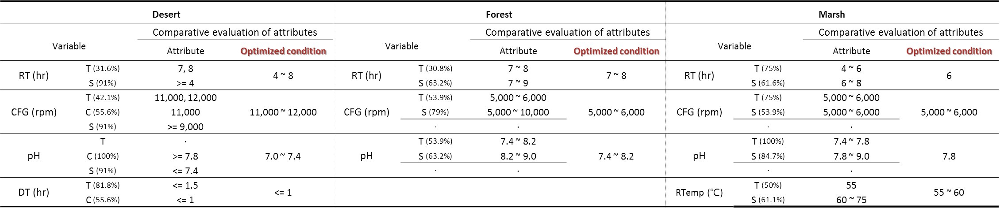 Desert Forest Marsh
Variable Comparative evaluation of attributes Variable Comparative evaluation of attributes Variable Comparative evaluation of attributes
Attribute Optimized condition Attribute Optimized condition Attribute Optimized condition
RT (hr) T (31.6%) 7, 8 4 ~ 8 RT (hr) T (30.8%) 7 ~ 8 7 ~ 8 RT (hr) T (75%) 4 ~ 6 6
S (91%) >= 4 S (63.2%) 7 ~ 9 S (61.6%) 6 ~ 8
T (42.1%) 11,000, 12,000 T (53.9%) 5,000 ~ 6,000 T (75%) 5,000 ~ 6,000
CFG (rpm) C (55.6%) 11,000 11,000 ~ 12,000 CFG (rpm) S (79%) 5,000 ~ 10,000 5,000 ~ 6,000 CFG (rpm) S (53.9%) 5,000 ~ 6,000 5,000 ~ 6,000
S (91%) >= 9,000 · · · ·
T · T (53.9%) 7.4 ~ 8.2 T (100%) 7.4 ~ 7.8
pH C (100%) >= 7.8 7.0 ~ 7.4 pH S (63.2%) 8.2 ~ 9.0 7.4 ~ 8.2 pH S (84.7%) 7.8 ~ 9.0 7.8
S (91%) <= 7.4 · · · ·
DT (hr) T (81.8%) <= 1.5 <= 1 RTemp (℃) T (50%) 55 55 ~ 60
C (55.6%) <= 1 S (61.1%) 60 ~ 75